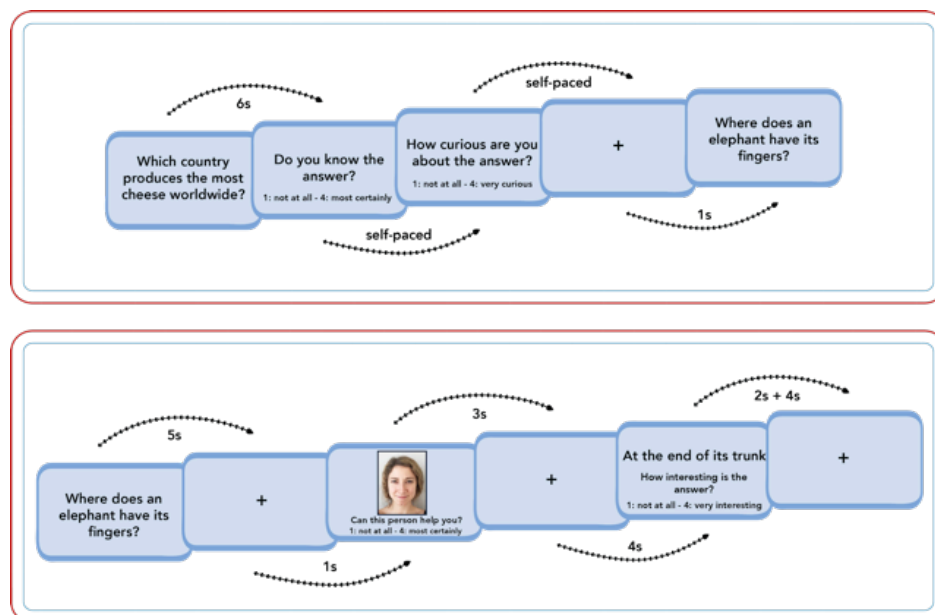 6s
self-paced
Which country
produces the most
cheese worldwide?
Do you know the
answer?
1: not at all - 4: most certainly
How curious are you
about the answer?
1: not at all - 4: very curious
+
Where does an
elephant have its
fingers?
self-paced
1s
5s
3s
2s + 4s
Where does an
elephant have its
fingers?
+
Can this person help you?
1: not at all - 4: most certainly
+
At the end of its trunk
How interesting is the
answer?
1: not at all - 4: very interesting
+
1s
4s